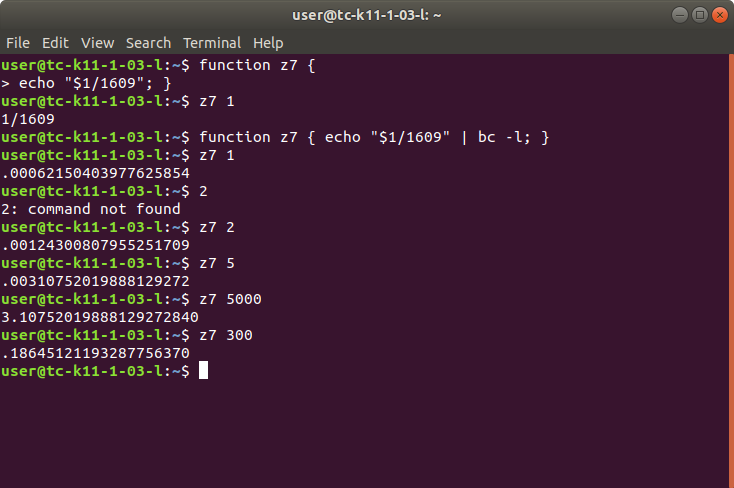 user@tc-k11-1-03-l: ~
File Edit View Search Terminal Help
user@tc-k11-1-03-l:~$ function z7 {
> echo "$1/1609"; }
user@tc-k11-1-03-l:~$ z7 1
1/1609
user@tc-k11-1-03-l:~$ function z7 { echo "$1/1609" | bc -l; }
user@tc-k11-1-03-l:~$ z7 1
.00062150403977625854
user@tc-k11-1-03-l:~$ 2
2: command not found
user@tc-k11-1-03-l:~$ z7 2
.00124300807955251709
user@tc-k11-1-03-l:~$ z7 5
.00310752019888129272
user@tc-k11-1-03-l:~$ z7 5000
3.10752019888129272840
user@tc-k11-1-03-l:~$ z7 300
.18645121193287756370
user@tc-k11-1-03-l:~$